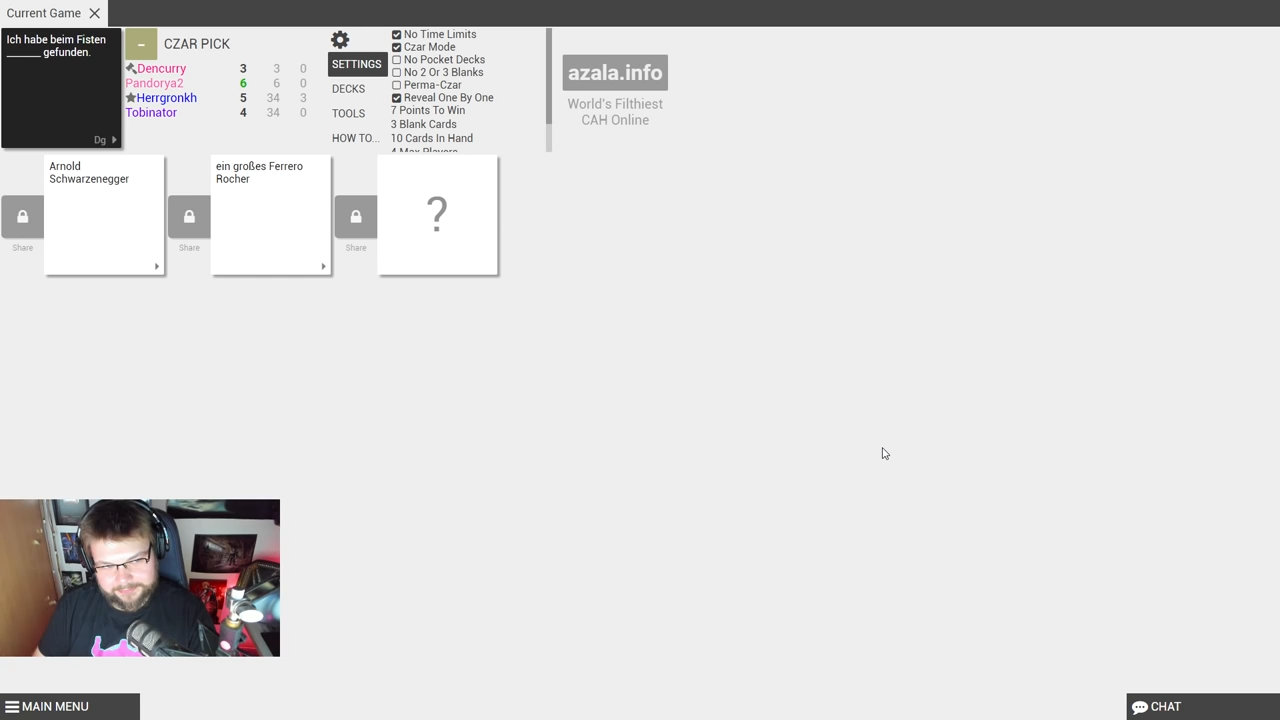 Current Game
Ich habe beim Fisten
______ gefunden.
Dg
–
CZAR PICK
Dencurry 3 3 0
Pandorya2 6 6 0
Herrgronkh 5 34 3
Tobinator 4 34 0
SETTINGS
DECKS
TOOLS
HOW TO...
No Time Limits
Czar Mode
No Pocket Decks
No 2 Or 3 Blanks
Perma-Czar
Reveal One By One
7 Points To Win
3 Blank Cards
10 Cards In Hand
4 Max Players
azala.info
World's Filthiest
CAH Online
Share
Arnold
Schwarzenegger
Share
ein großes Ferrero
Rocher
Share
?
MAIN MENU
CHAT